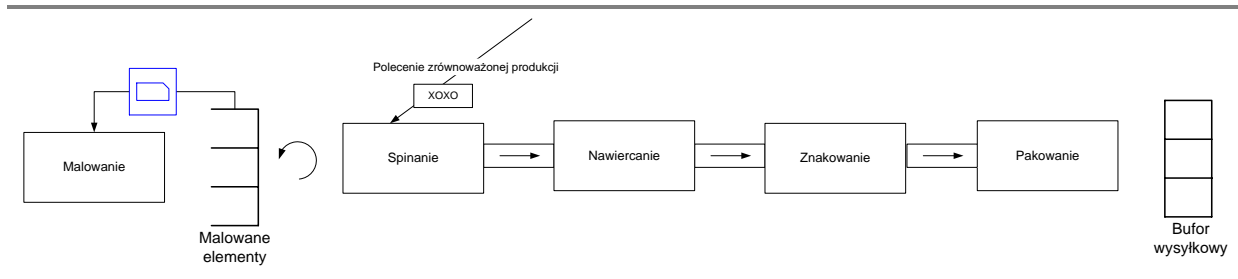 Polecenie zrównoważonej produkcji
XOXO
Malowanie
Spinanie
Nawiercanie
Znakowanie
Pakowanie
Malowane
elementy
Bufor
wysyłkowy